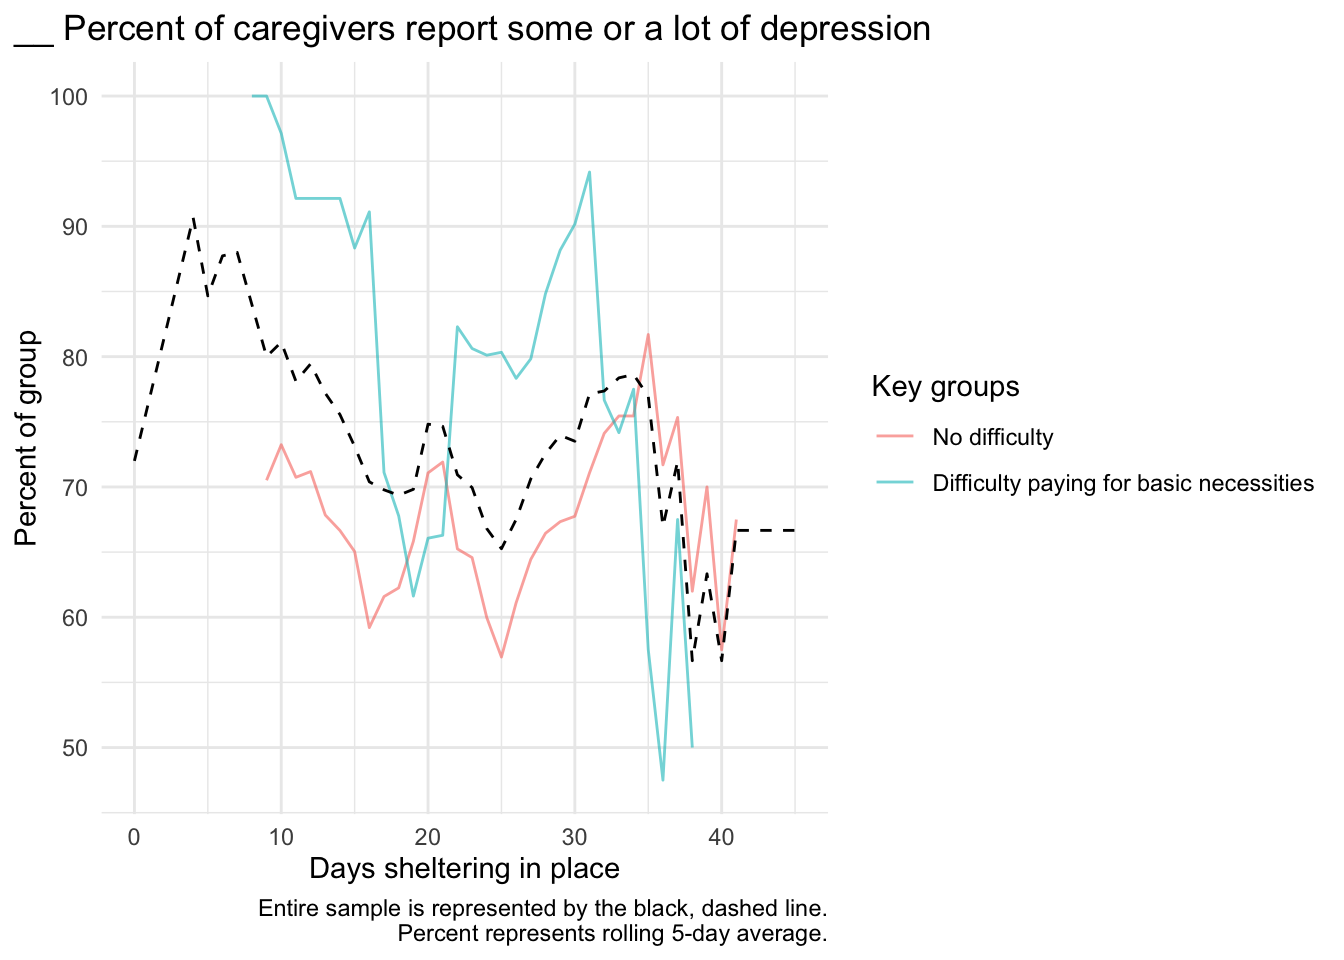 __ Percent of caregivers report some or a lot of depression
Percent of group
100
90
80
70
60
50
0 10 20 30 40
Days sheltering in place
Key groups
No difficulty
Difficulty paying for basic necessities
Entire sample is represented by the black, dashed line.
Percent represents rolling 5-day average.